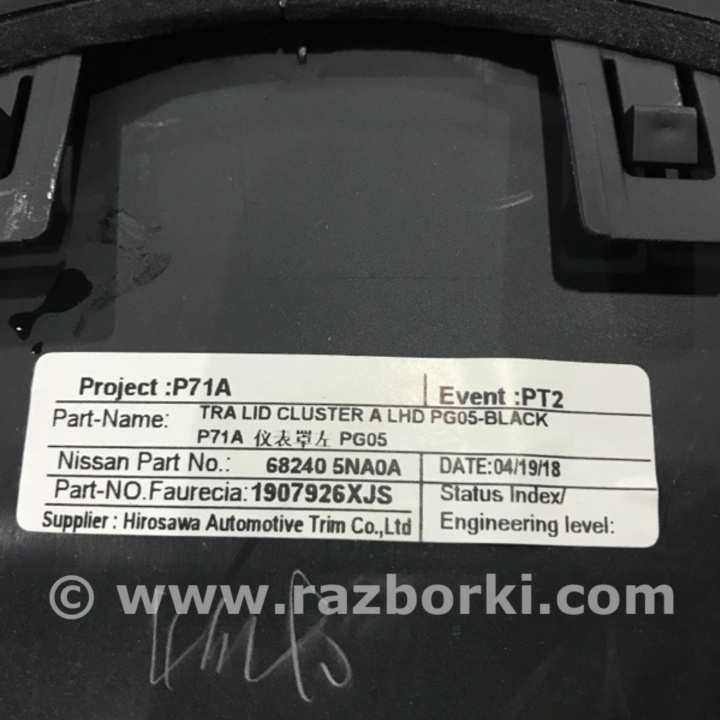 Project :P71A
Event :PT2
Part-Name: TRA LID CLUSTER A LHD PG05-BLACK
P71A 仪表罩左 PG05
Nissan Part No.: 68240 5NA0A
DATE:04/19/18
Part-NO.Faurecia:1907926XJS
Status Index/
Supplier : Hirosawa Automotive Trim Co.,Ltd
Engineering level:
© www.razborki.com